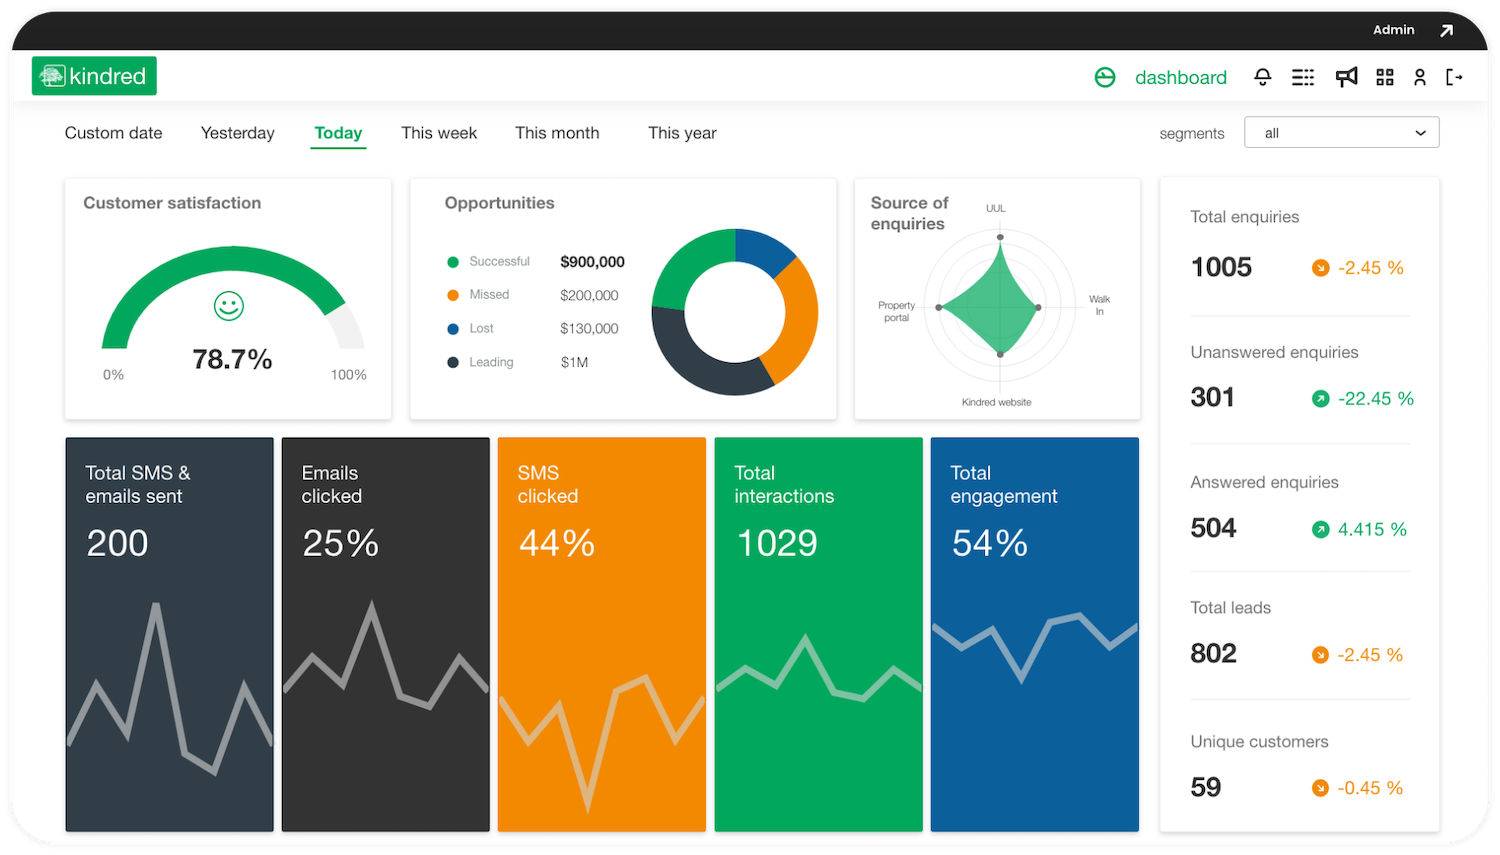 Admin
kindred
dashboard
Custom date
Yesterday
Today
This week
This month
This year
segments
all
Customer satisfaction
78.7%
0%
100%
Opportunities
Successful $900,000
Missed $200,000
Lost $130,000
Leading $1M
Source of
enquiries
UUL
Property
portal
Walk
In
Kindred website
Total SMS &
emails sent
200
Emails
clicked
25%
SMS
clicked
44%
Total
interactions
1029
Total
engagement
54%
Total enquiries
1005 -2.45 %
Unanswered enquiries
301 -22.45 %
Answered enquiries
504 4.415 %
Total leads
802 -2.45 %
Unique customers
59 -0.45 %